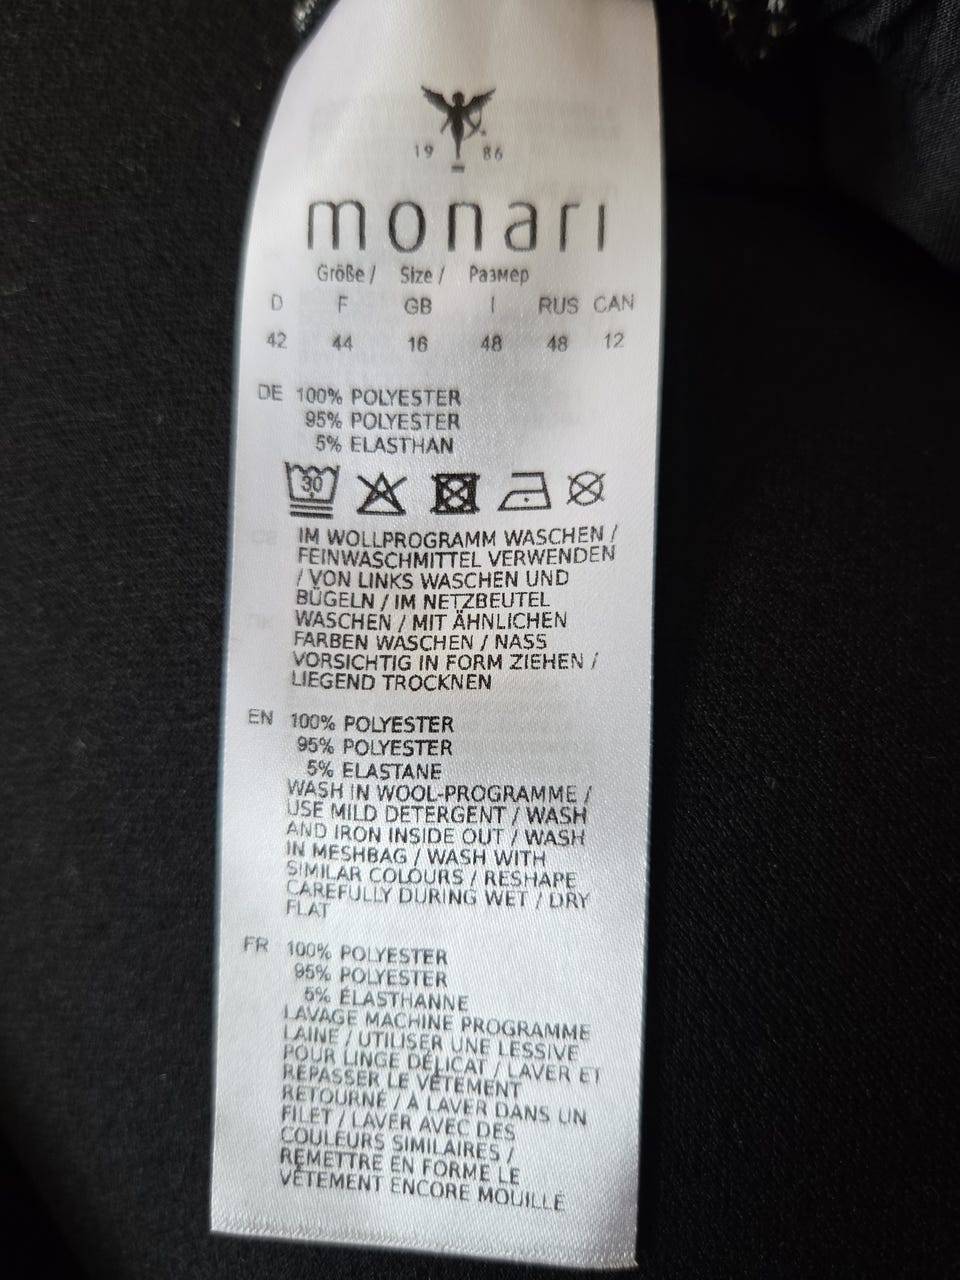 19 86
monari
Größe / Size / Размер
D F GB I RUS CAN
42 44 16 48 48 12
DE 100% POLYESTER
95% POLYESTER
5% ELASTHAN
30
IM WOLLPROGRAMM WASCHEN /
FEINWASCHMITTEL VERWENDEN
/ VON LINKS WASCHEN UND
BÜGELN / IM NETZBEUTEL
WASCHEN / MIT ÄHNLICHEN
FARBEN WASCHEN / NASS
VORSICHTIG IN FORM ZIEHEN /
LIEGEND TROCKNEN
EN 100% POLYESTER
95% POLYESTER
5% ELASTANE
WASH IN WOOL-PROGRAMME /
USE MILD DETERGENT / WASH
AND IRON INSIDE OUT / WASH
IN MESHBAG / WASH WITH
SIMILAR COLOURS / RESHAPE
CAREFULLY DURING WET / DRY
FLAT
FR 100% POLYESTER
95% POLYESTER
5% ÉLASTHANNE
LAVAGE MACHINE PROGRAMME
LAINE / UTILISER UNE LESSIVE
POUR LINGE DÉLICAT / LAVER ET
REPASSER LE VÊTEMENT
RETOURNÉ / A LAVER DANS UN
FILET / LAVER AVEC DES
COULEURS SIMILAIRES /
REMETTRE EN FORME LE
VÊTEMENT ENCORE MOUILLÉ